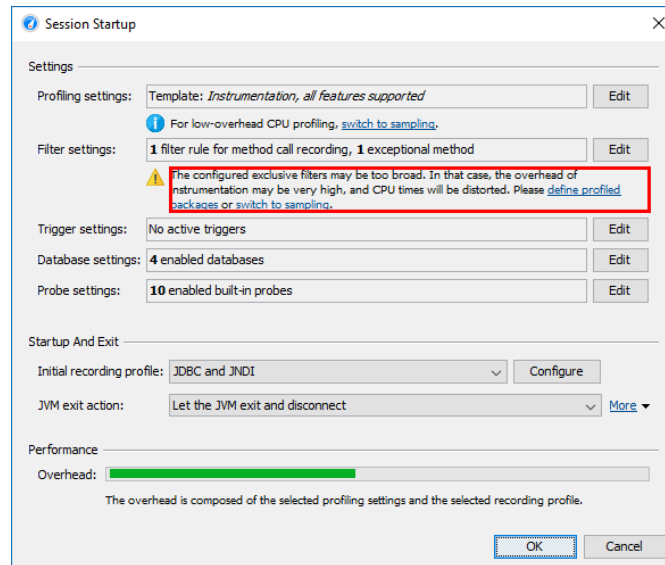 Session Startup
Settings
Profiling settings: Template: Instrumentation, all features supported Edit
For low-overhead CPU profiling, switch to sampling.
Filter settings: 1 filter rule for method call recording, 1 exceptional method Edit
The configured exclusive filters may be too broad. In that case, the overhead of
instrumentation may be very high, and CPU times will be distorted. Please define profiled
packages or switch to sampling.
Trigger settings: No active triggers Edit
Database settings: 4 enabled databases Edit
Probe settings: 10 enabled built-in probes Edit
Startup And Exit
Initial recording profile: JDBC and JNDI Configure
JVM exit action: Let the JVM exit and disconnect More
Performance
Overhead:
The overhead is composed of the selected profiling settings and the selected recording profile.
OK Cancel